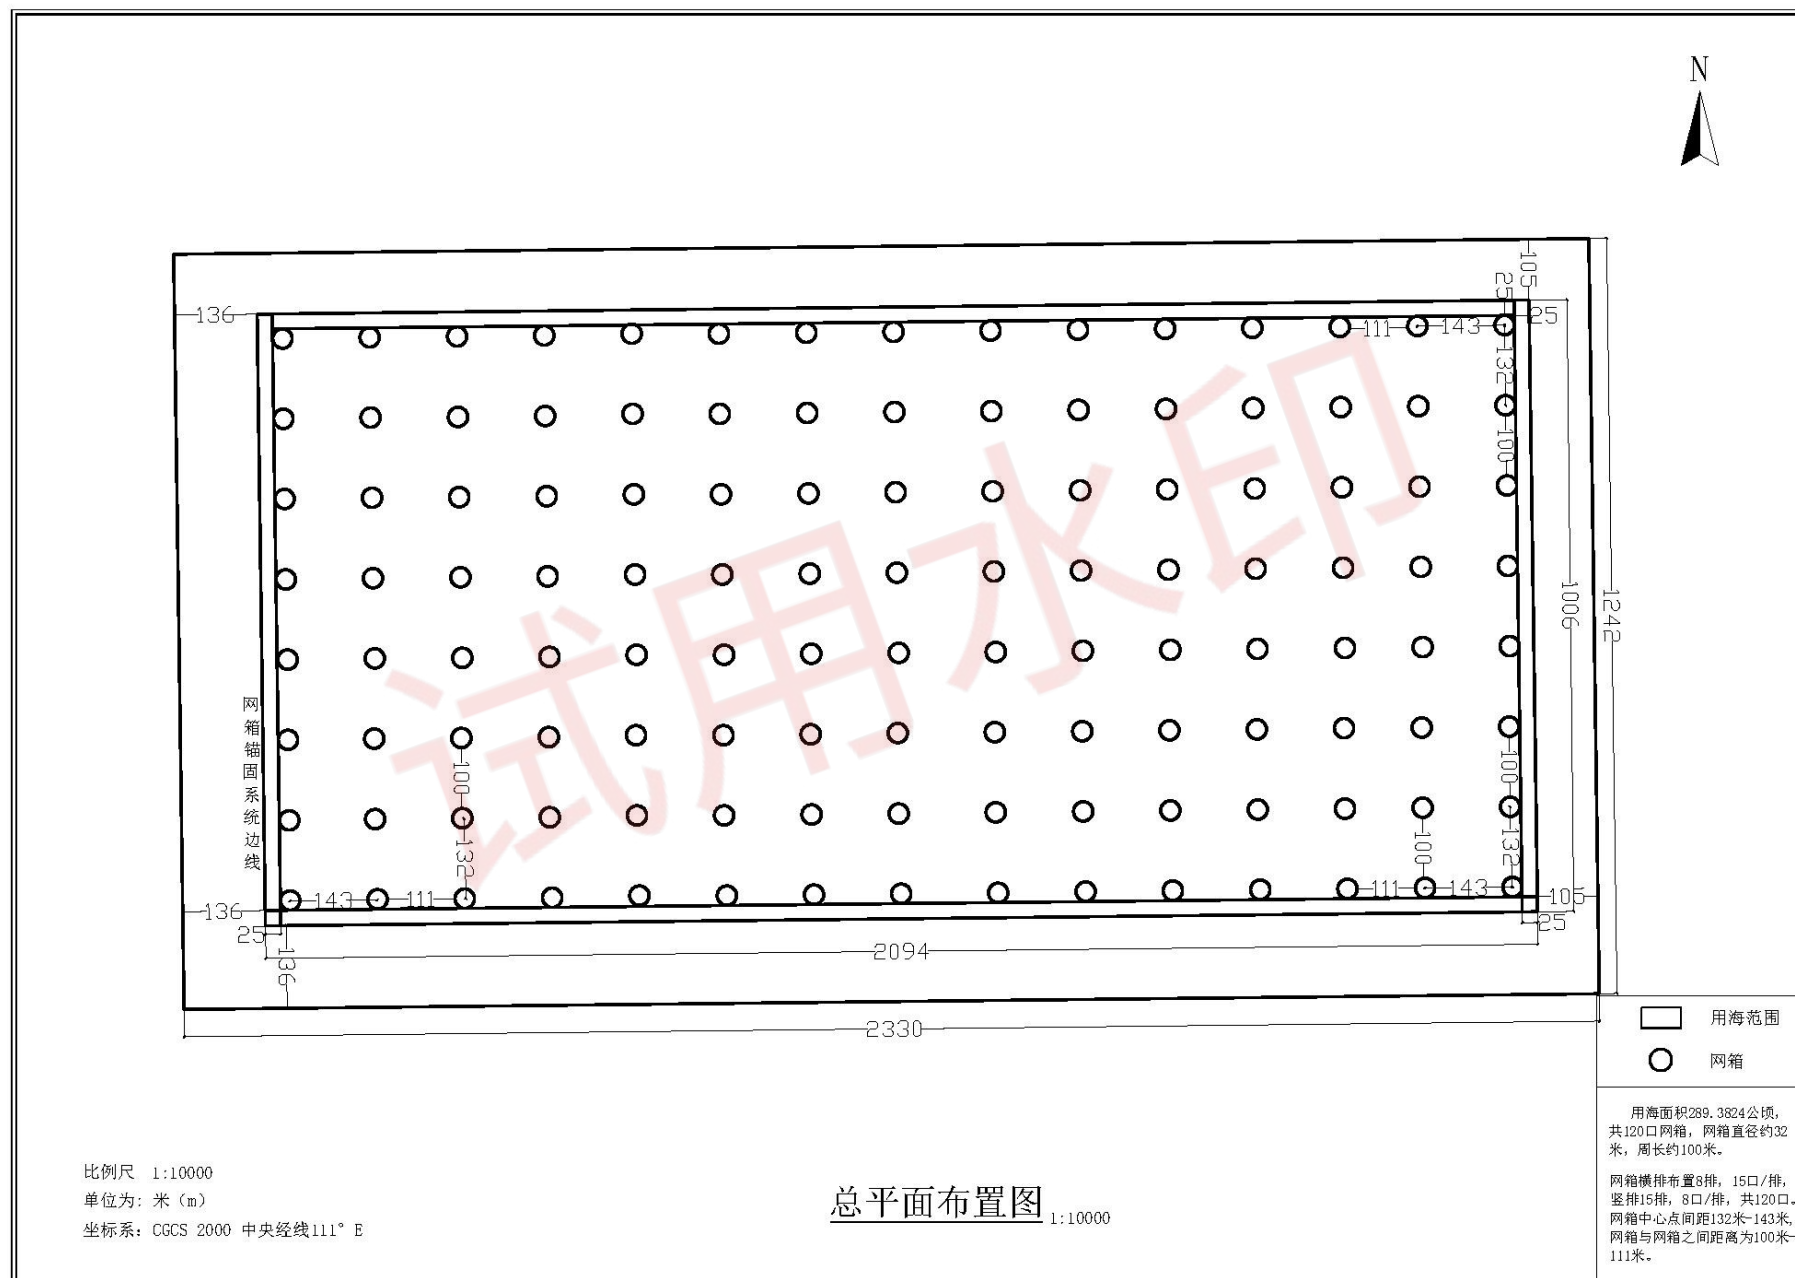 N
105
25
136
25
111
143
132
100
1006
1242
网箱锚固系统边线
100
132
100
100
132
143
111
111
143
136
105
25
25
136
2094
2330
试用水印
用海范围
网箱
用海面积289.3824公顷,
共120口网箱, 网箱直径约32
米, 周长约100米。
网箱横排布置8排, 15口/排,
竖排15排, 8口/排, 共120口。
网箱中心点间距132米-143米,
网箱与网箱之间距离为100米-
111米。
比例尺 1:10000
单位为: 米 (m)
坐标系: CGCS 2000 中央经线111° E
总平面布置图 1:10000